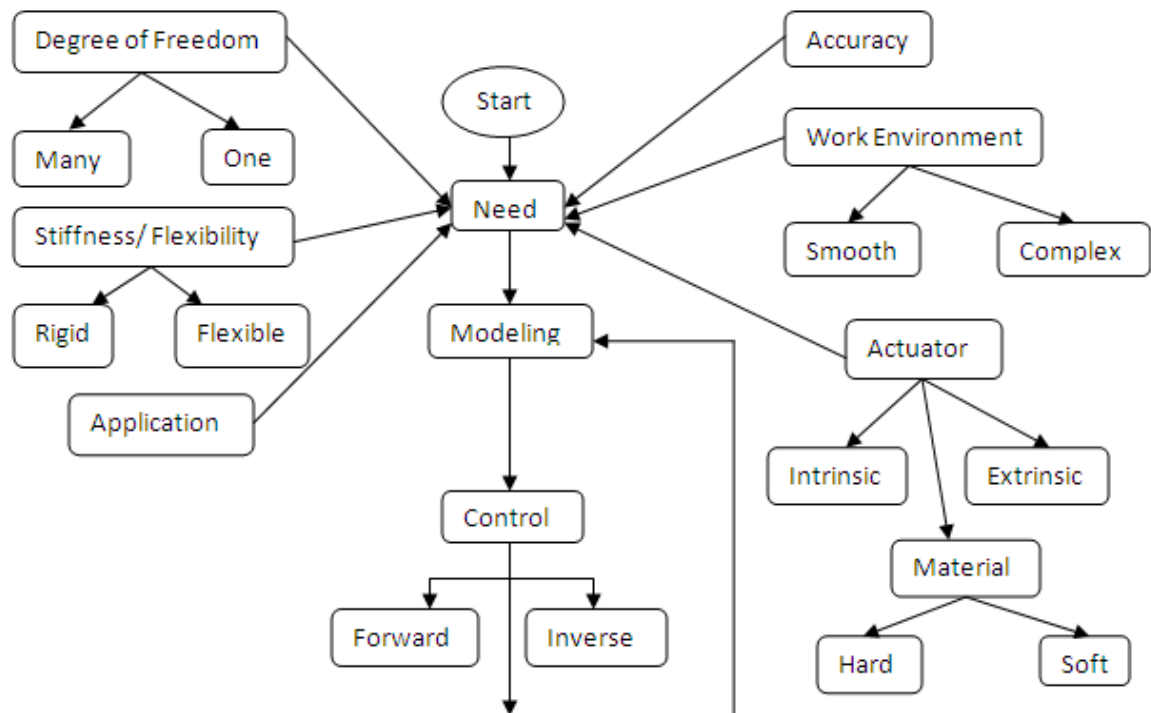 Degree of Freedom
Accuracy
Start
Many
One
Work Environment
Need
Stiffness/ Flexibility
Smooth
Complex
Rigid
Flexible
Modeling
Actuator
Application
Intrinsic
Extrinsic
Control
Material
Forward
Inverse
Hard
Soft